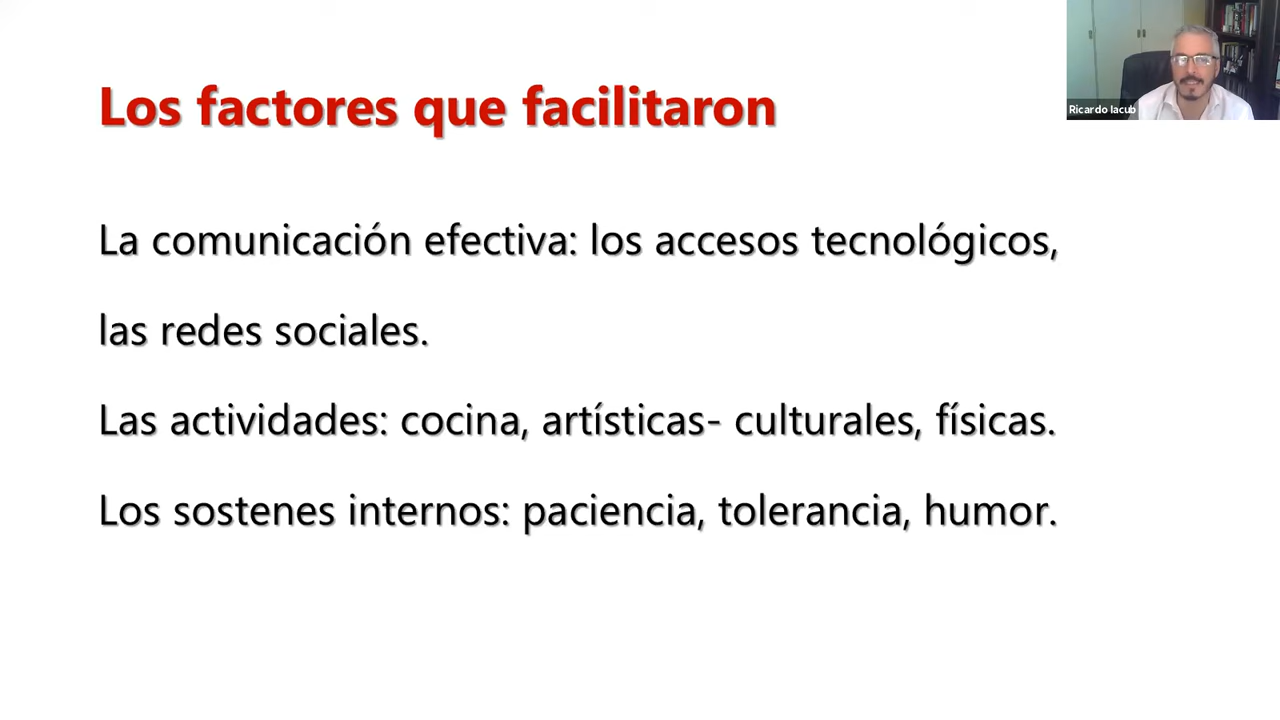 Los factores que facilitaron
Ricardo Iacub
La comunicación efectiva: los accesos tecnológicos,
las redes sociales.
Las actividades: cocina, artísticas- culturales, físicas.
Los sostenes internos: paciencia, tolerancia, humor.